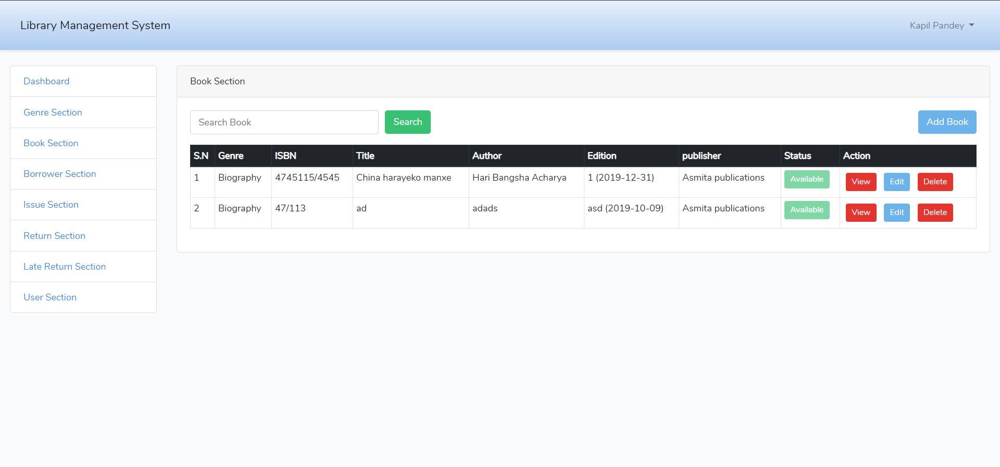 Library Management System
Kapil Pandey
Dashboard
Genre Section
Book Section
Borrower Section
Issue Section
Return Section
Late Return Section
User Section
Book Section
Search Book Search Add Book
S.N Genre ISBN Title Author Edition publisher Status Action
1 Biography 4745115/4545 China harayeko manxe Hari Bangsha Acharya 1 (2019-12-31) Asmita publications Available View Edit Delete
2 Biography 47/113 ad adads asd (2019-10-09) Asmita publications Available View Edit Delete